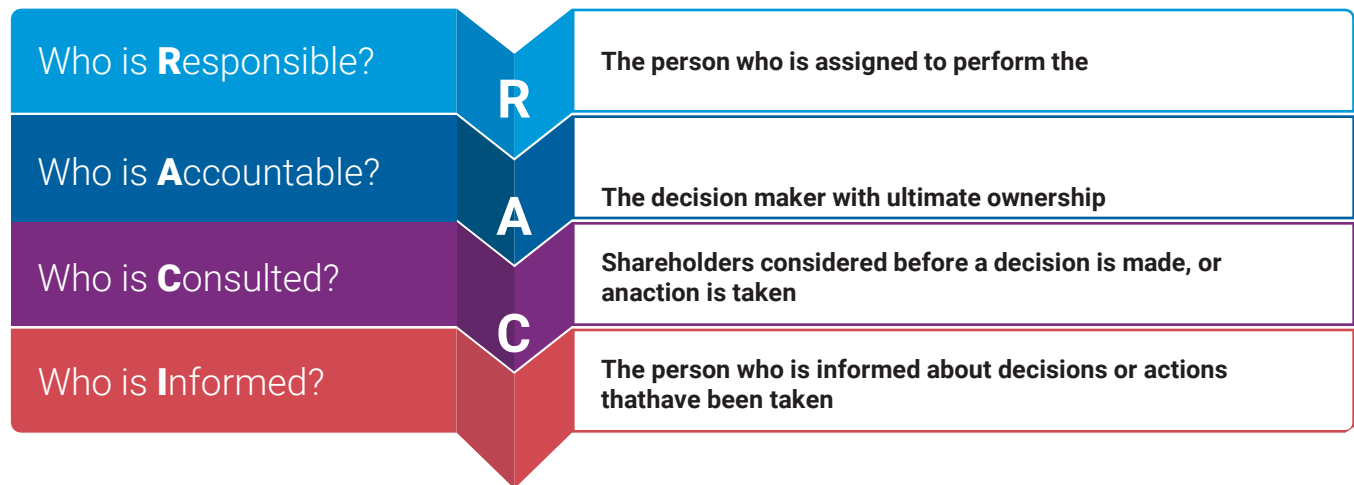 Who is Responsible?
R
The person who is assigned to perform the
Who is Accountable?
A
The decision maker with ultimate ownership
Who is Consulted?
C
Shareholders considered before a decision is made, or
anaction is taken
Who is Informed?
The person who is informed about decisions or actions
thathave been taken